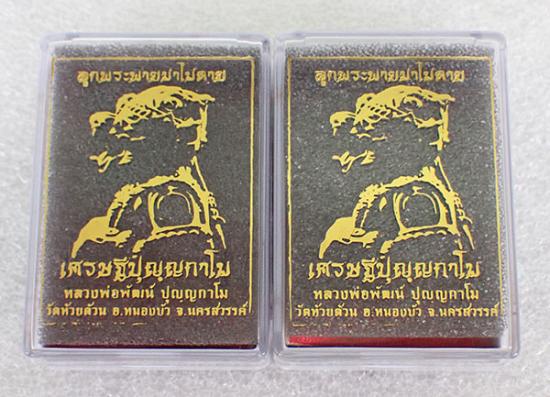 ลูกพระพายม้าไม้ตาย
เศรษฐีปุญญกาโม
หลวงพ่อพัฒน์ ปุญญกาโม
วัดห้วยด้วน อ.หนองบัว จ.นครสวรรค์
ลูกพระพายม้าไม้ตาย
เศรษฐีปุญญกาโม
หลวงพ่อพัฒน์ ปุญญกาโม
วัดห้วยด้วน อ.หนองบัว จ.นครสวรรค์